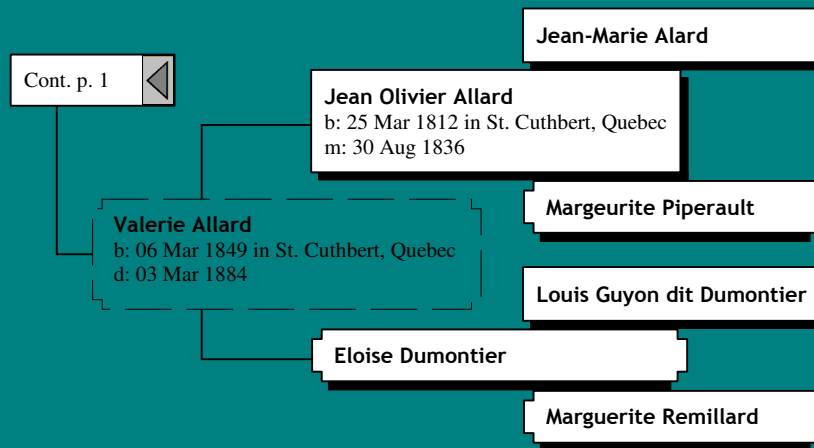 Jean-Marie Alard
Cont. p. 1
Jean Olivier Allard
b: 25 Mar 1812 in St. Cuthbert, Quebec
m: 30 Aug 1836
Margeurite Piperault
Valerie Allard
b: 06 Mar 1849 in St. Cuthbert, Quebec
d: 03 Mar 1884
Louis Guyon dit Dumontier
Eloise Dumontier
Marguerite Remillard